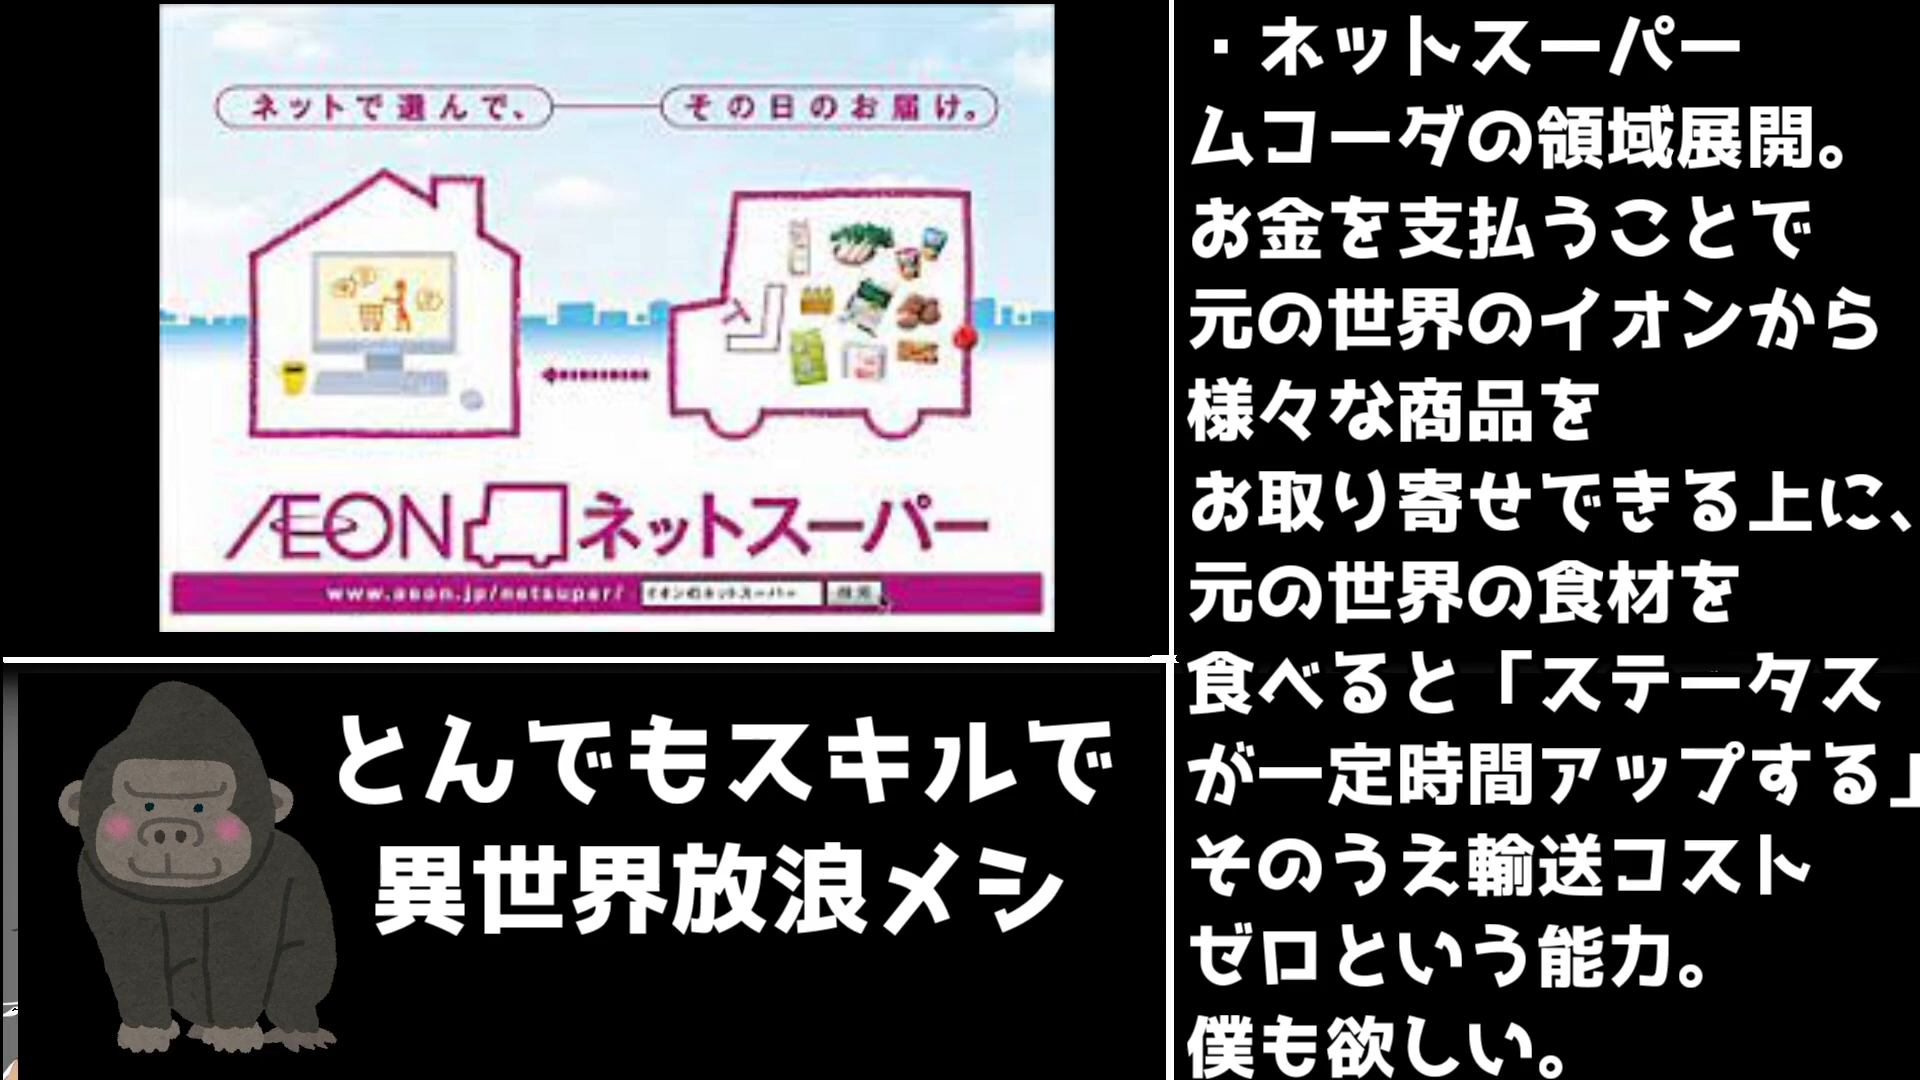 ネットで選んで、
その日のお届け。
ÆON ネットスーパー
www.aeon.jp/netsuper/
イオンのネットスーパー
検索
とんでもスキルで
異世界放浪メシ
・ネットスーパー
ムコーダの領域展開。
お金を支払うことで
元の世界のイオンから
様々な商品を
お取り寄せできる上に、
元の世界の食材を
食べると「ステータス
が一定時間アップする」
そのうえ輸送コスト
ゼロという能力。
僕も欲しい。